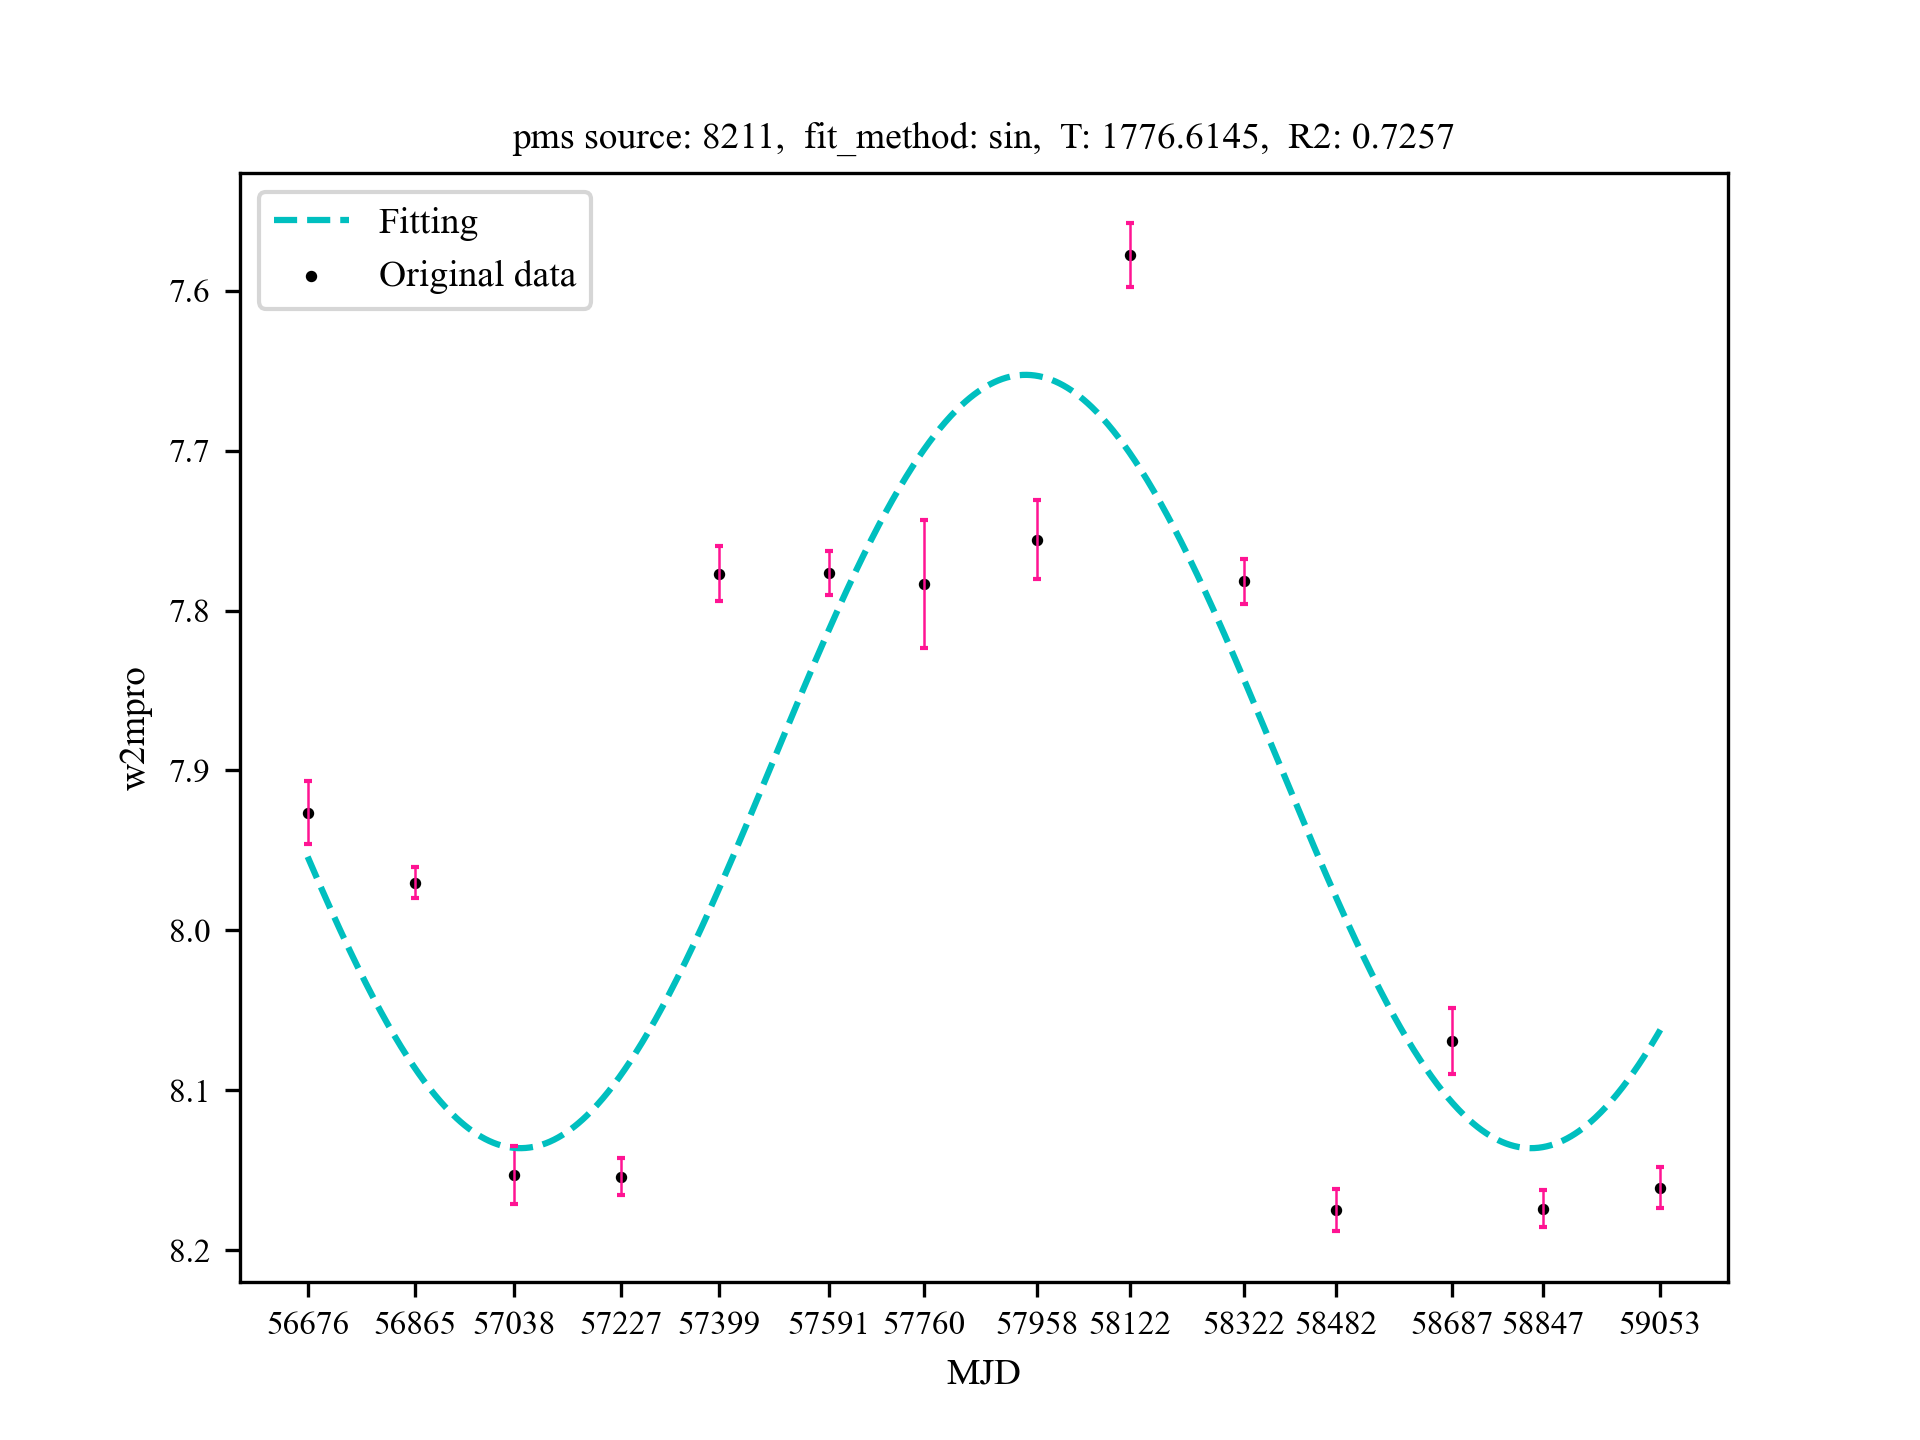 pms source: 8211,  fit_method: sin,  T: 1776.6145,  R2: 0.7257
Fitting
Original data
7.6
7.7
7.8
7.9
8.0
8.1
8.2
w2mpro
56676 56865 57038 57227 57399 57591 57760 57958 58122 58322 58482 58687 58847 59053
MJD